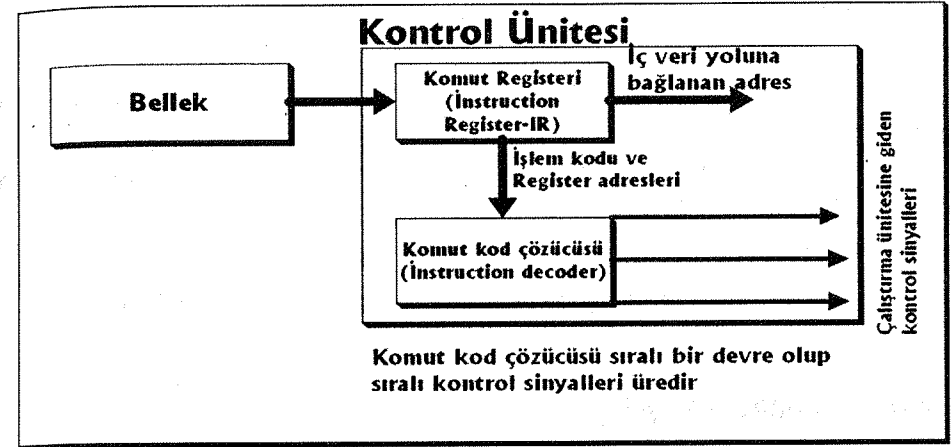 Kontrol Ünitesi
Bellek
Komut Registeri
(İnstruction
Register-IR)
İç veri yoluna
bağlanan adres
İşlem kodu ve
Register adresleri
Komut kod çözücüsü
(İnstruction decoder)
Çalıştırma ünitesine giden
kontrol sinyalleri
Komut kod çözücüsü sıralı bir devre olup
sıralı kontrol sinyalleri üredir